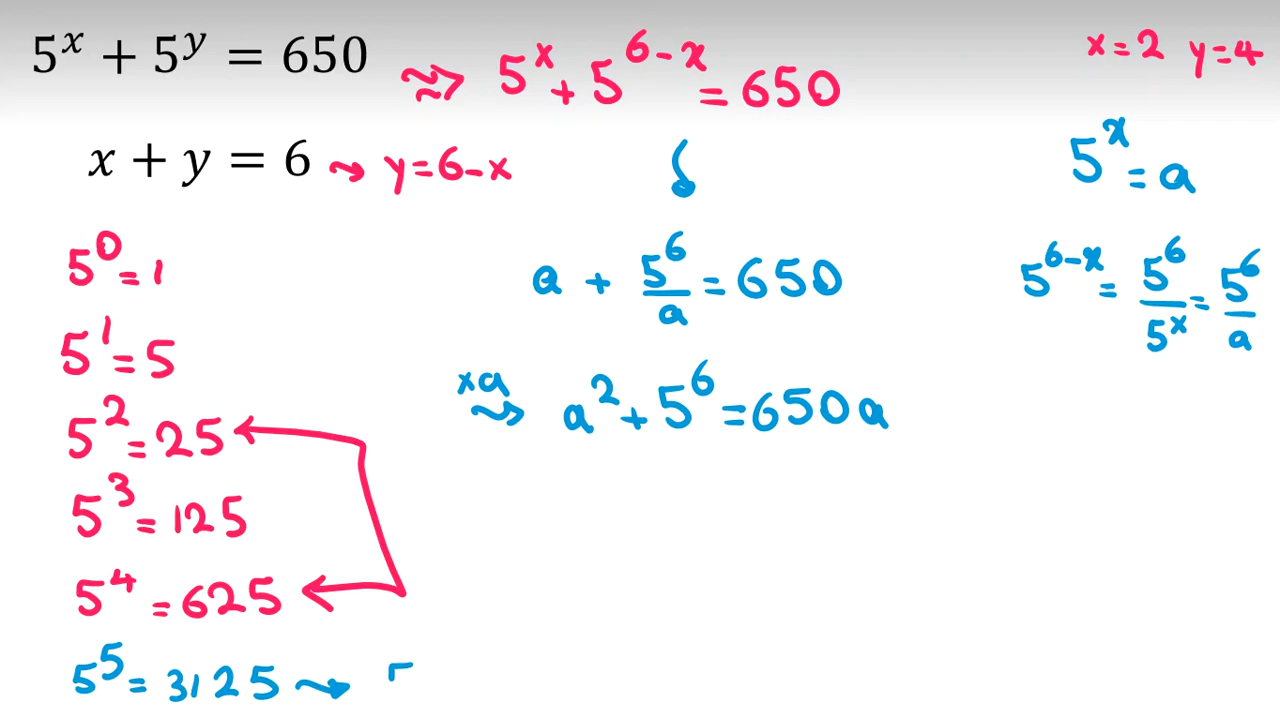 5^x + 5^y = 650
⇝ 5^x + 5^(6-x) = 650
x=2 y=4
x + y = 6
→ y=6-x
5^x = a
5^0 = 1
a + 5^6/a = 650
5^(6-x) = 5^6/5^x = 5^6/a
5^1 = 5
xa
⇝ a^2 + 5^6 = 650a
5^2 = 25
5^3 = 125
5^4 = 625
5^5 = 3125 →